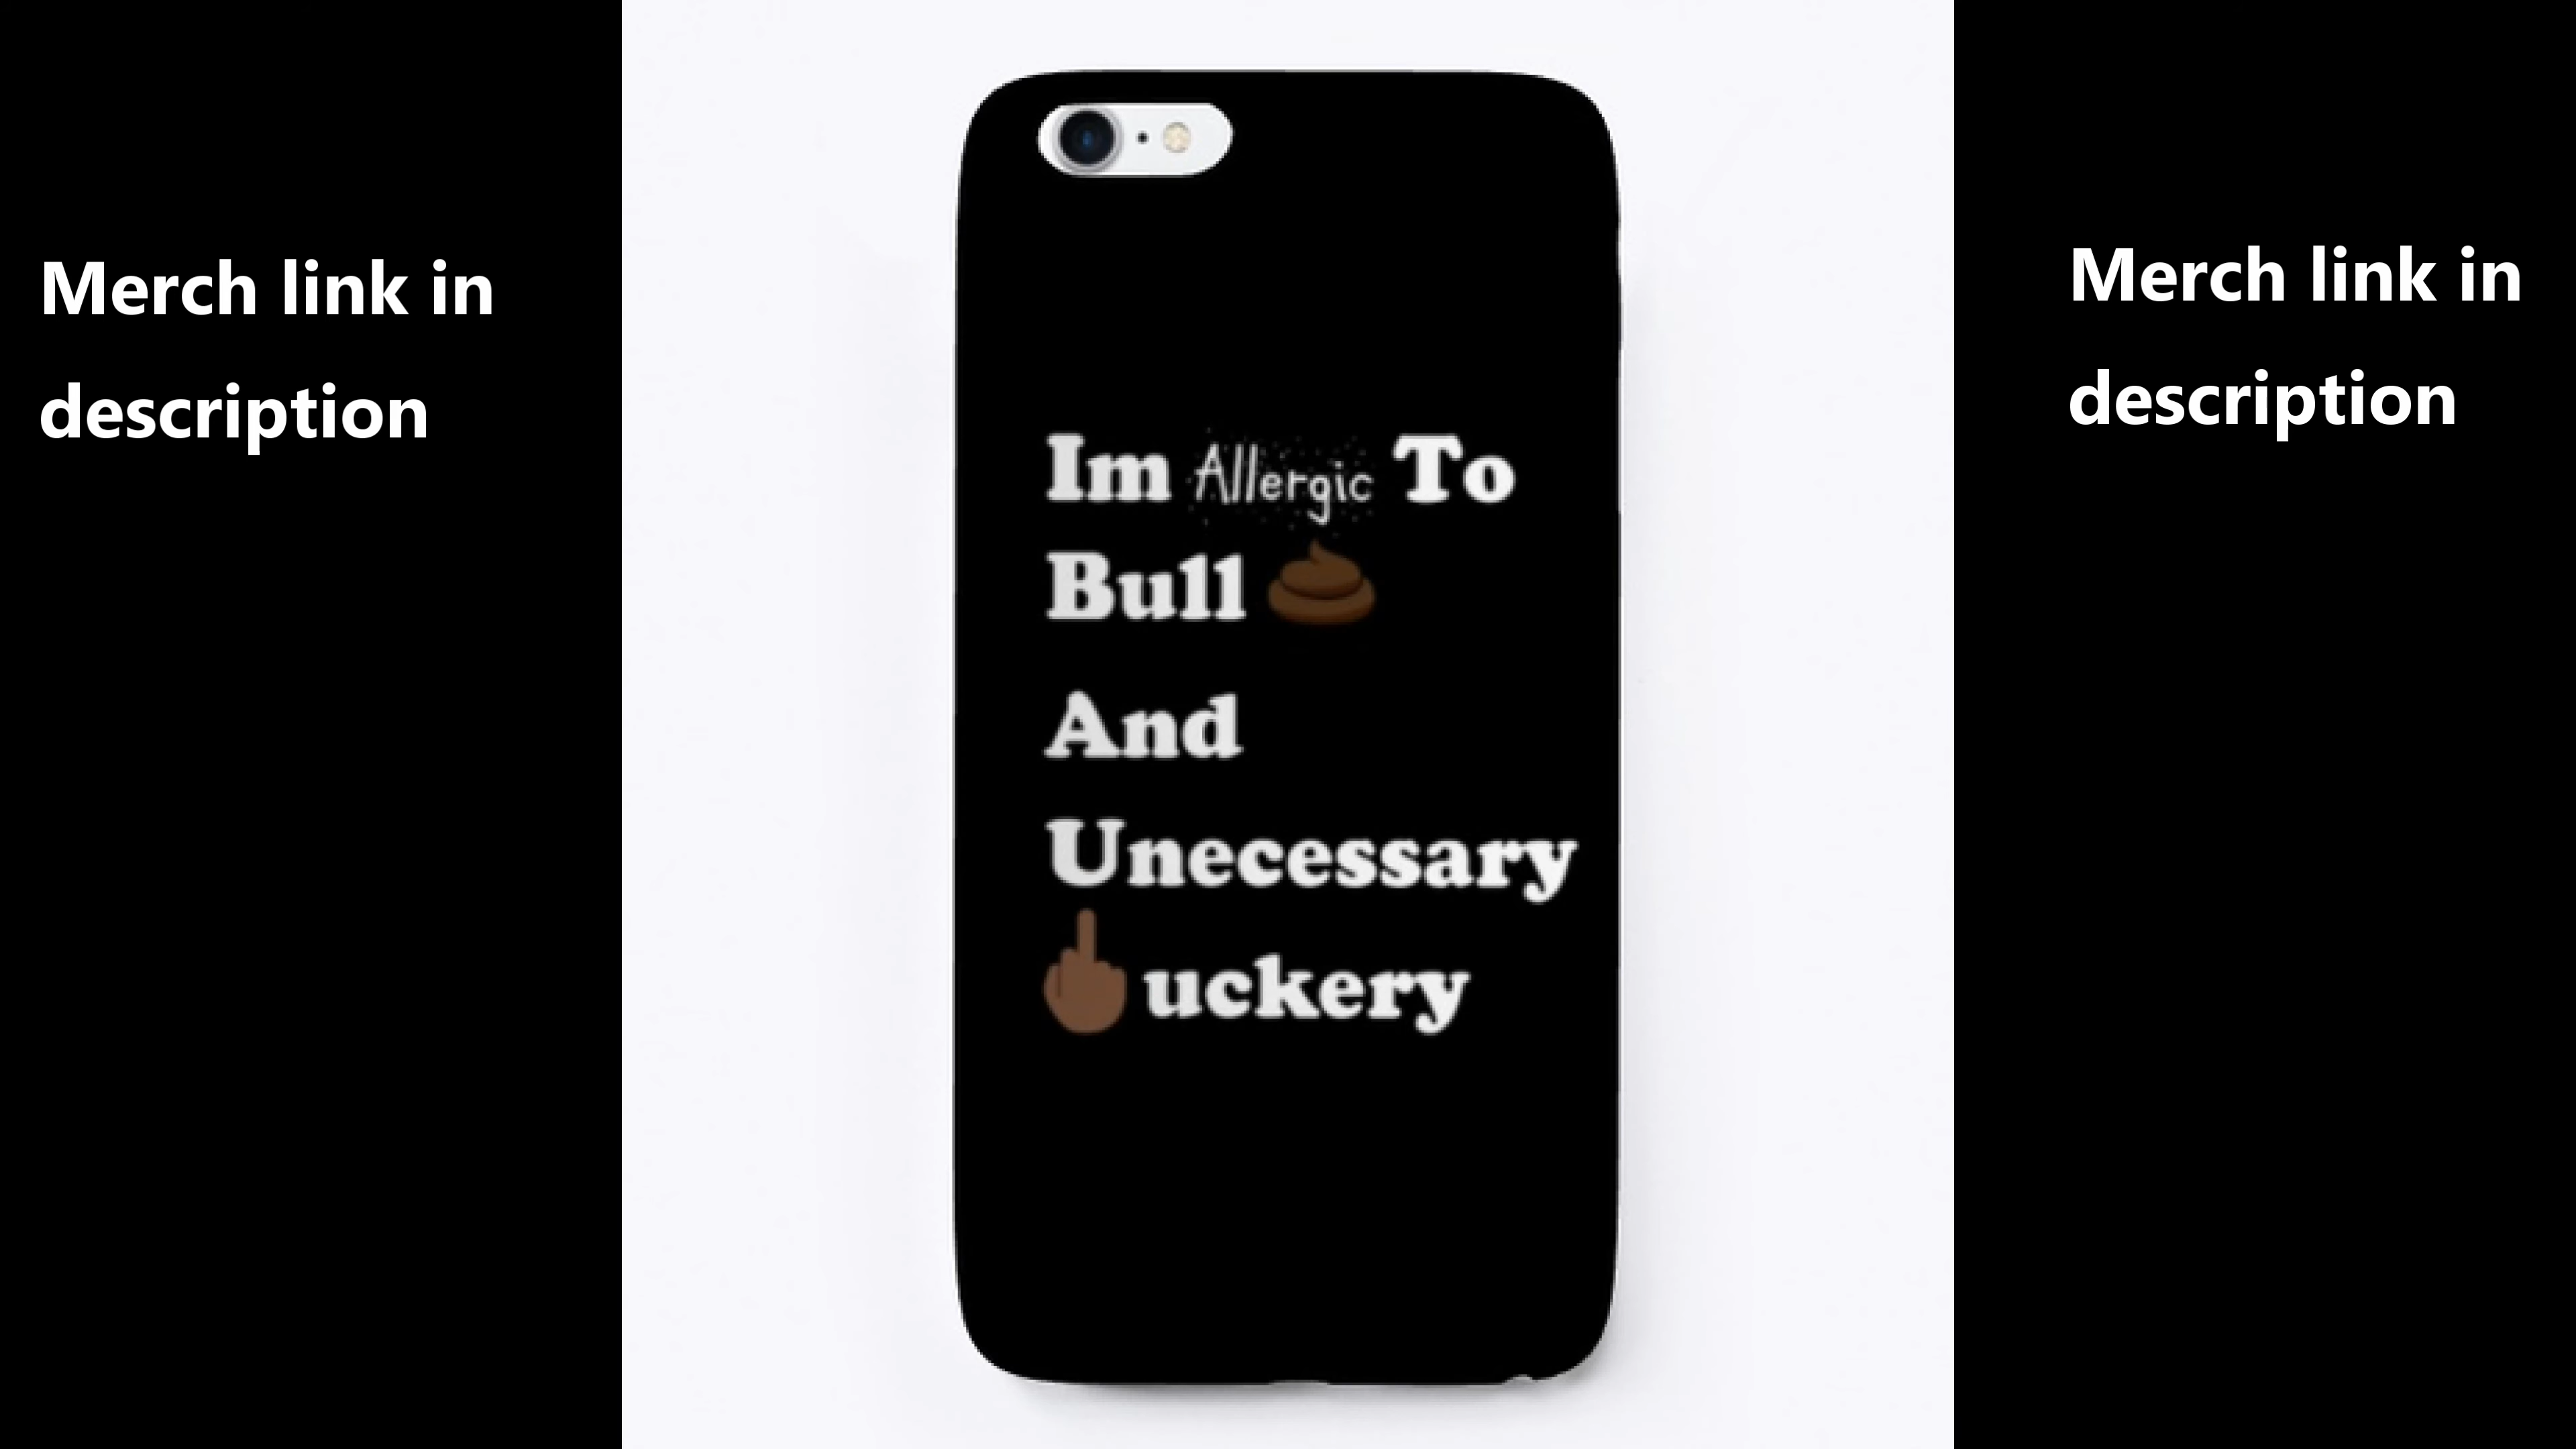 Merch link in
description
Im Allergic To
Bull 💩
And
Unecessary
🖕🏾uckery
Merch link in
description